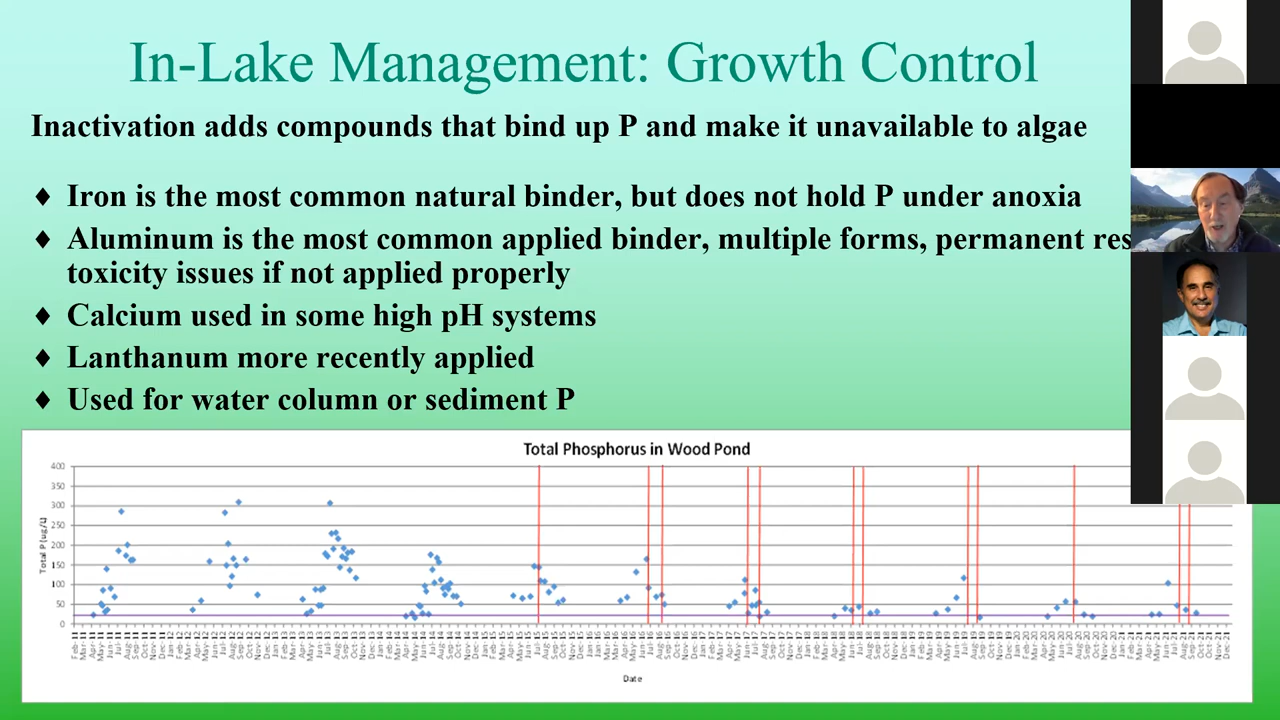 In-Lake Management: Growth Control
Inactivation adds compounds that bind up P and make it unavailable to algae
♦ Iron is the most common natural binder, but does not hold P under anoxia
♦ Aluminum is the most common applied binder, multiple forms, permanent res
toxicity issues if not applied properly
♦ Calcium used in some high pH systems
♦ Lanthanum more recently applied
♦ Used for water column or sediment P
Total Phosphorus in Wood Pond
Total P (ug/L)
400
350
300
250
200
150
100
50
0
Date